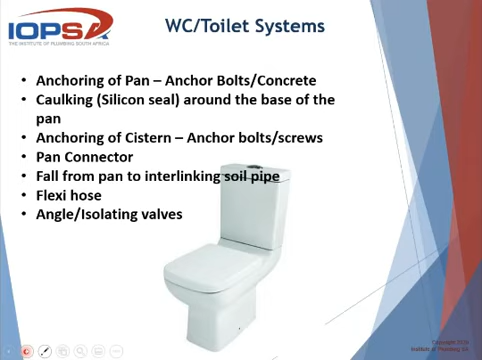 IOPSA
THE INSTITUTE OF PLUMBING SOUTH AFRICA
WC/Toilet Systems
• Anchoring of Pan – Anchor Bolts/Concrete
• Caulking (Silicon seal) around the base of the
pan
• Anchoring of Cistern – Anchor bolts/screws
• Pan Connector
• Fall from pan to interlinking soil pipe
• Flexi hose
• Angle/Isolating valves
Institute of Plumbing SA